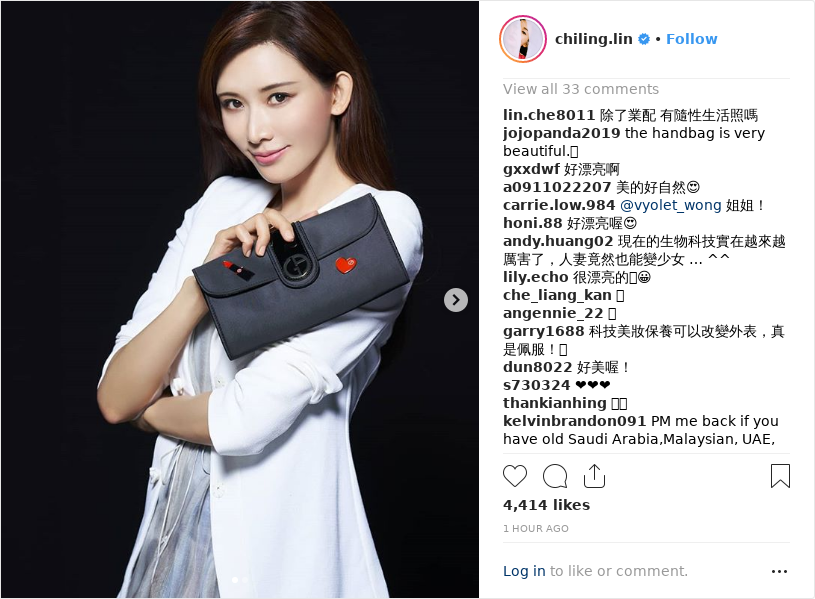 chiling.lin • Follow
View all 33 comments
lin.che8011 除了業配 有隨性生活照嗎
jojopanda2019 the handbag is very
beautiful.
gxxdwf 好漂亮啊
a0911022207 美的好自然😍
carrie.low.984 @vyolet_wong 姐姐！
honi.88 好漂亮喔😍
andy.huang02 現在的生物科技實在越來越
厲害了，人妻竟然也能變少女 ... ^^
lily.echo 很漂亮的😀
che_liang_kan
angennie_22
garry1688 科技美妝保養可以改變外表，真
是佩服！
dun8022 好美喔！
s730324 ❤❤❤
thankianhing
kelvinbrandon091 PM me back if you
have old Saudi Arabia,Malaysian, UAE,
4,414 likes
1 HOUR AGO
Log in to like or comment.